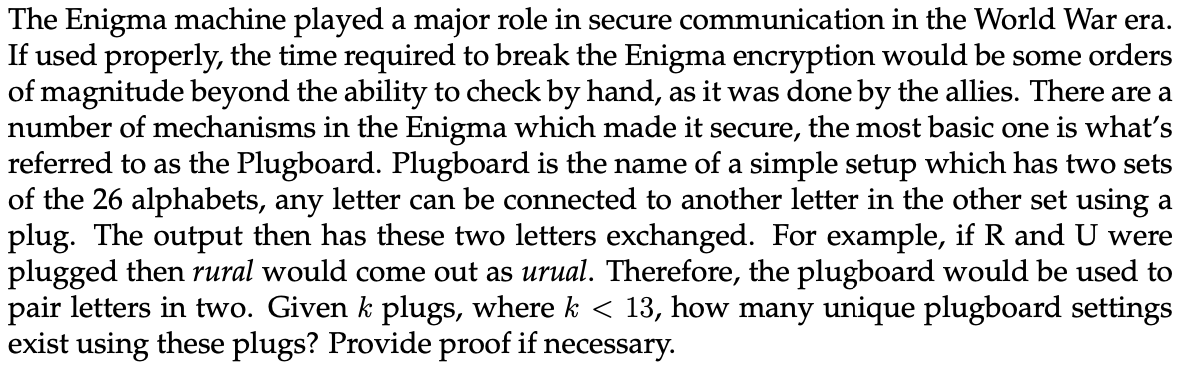 The Enigma machine played a major role in secure communication in the World War era.
If used properly, the time required to break the Enigma encryption would be some orders
of magnitude beyond the ability to check by hand, as it was done by the allies. There are a
number of mechanisms in the Enigma which made it secure, the most basic one is what's
referred to as the Plugboard. Plugboard is the name of a simple setup which has two sets
of the 26 alphabets, any letter can be connected to another letter in the other set using a
plug. The output then has these two letters exchanged. For example, if R and U were
plugged then rural would come out as urual. Therefore, the plugboard would be used to
pair letters in two. Given k plugs, where k < 13, how many unique plugboard settings
exist using these plugs? Provide proof if necessary.